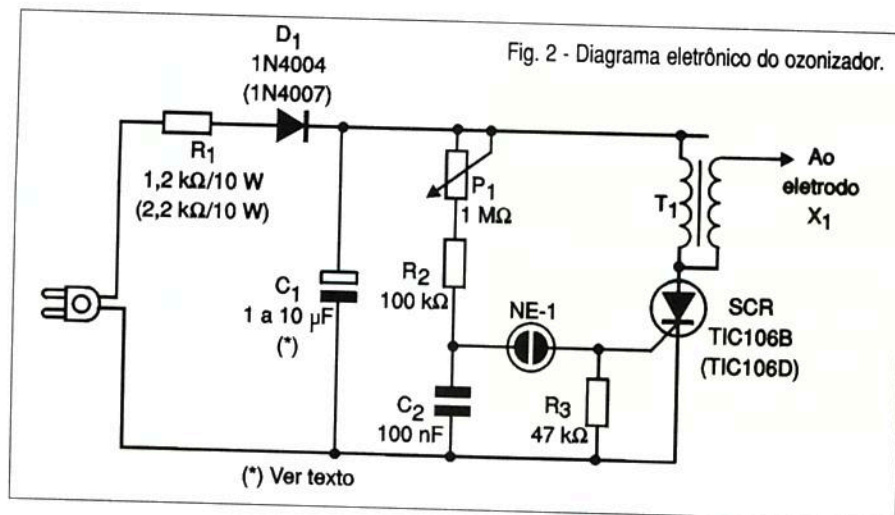 Fig. 2 - Diagrama eletrônico do ozonizador.
D1
1N4004
(1N4007)
R1
1,2 kΩ/10 W
(2,2 kΩ/10 W)
P1
1 MΩ
T1
Ao
eletrodo
X1
C1
1 a 10 µF
(*)
R2
100 kΩ
NE-1
SCR
TIC106B
(TIC106D)
C2
100 nF
R3
47 kΩ
(*) Ver texto